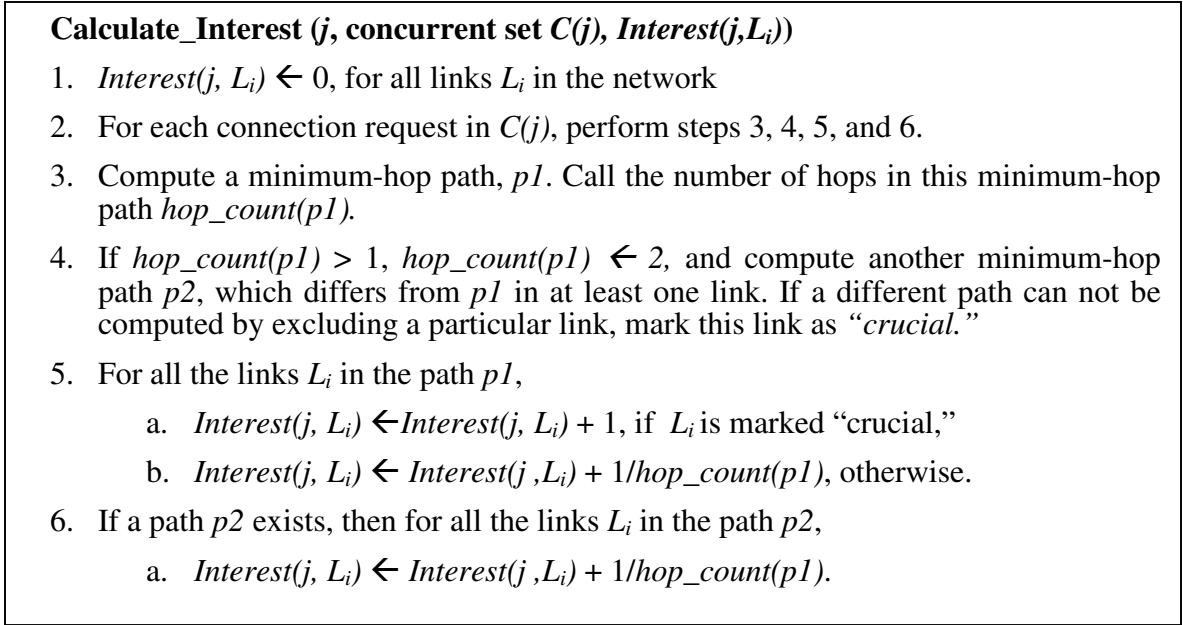 Calculate_Interest (j, concurrent set C(j), Interest(j,Li))
1. Interest(j, Li) ← 0, for all links Li in the network
2. For each connection request in C(j), perform steps 3, 4, 5, and 6.
3. Compute a minimum-hop path, p1. Call the number of hops in this minimum-hop
path hop_count(p1).
4. If hop_count(p1) > 1, hop_count(p1) ← 2, and compute another minimum-hop
path p2, which differs from p1 in at least one link. If a different path can not be
computed by excluding a particular link, mark this link as “crucial.”
5. For all the links Li in the path p1,
a. Interest(j, Li) ←Interest(j, Li) + 1, if Li is marked “crucial,”
b. Interest(j, Li) ← Interest(j ,Li) + 1/hop_count(p1), otherwise.
6. If a path p2 exists, then for all the links Li in the path p2,
a. Interest(j, Li) ← Interest(j ,Li) + 1/hop_count(p1).